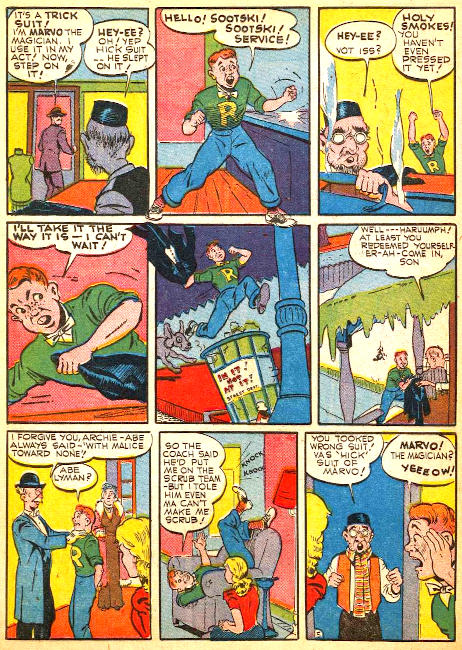 IT'S A TRICK
SUIT!
I'M MARVO THE
MAGICIAN. I
USE IT IN MY
ACT! NOW,
STEP ON
IT!
HEY-EE?
OH! YEP
HICK SUIT
-- HE SLEPT
ON IT!
HELLO! SOOTSKI!
SOOTSKI!
SERVICE!
P
HEY-EE?
VOT ISS?
HOLY
SMOKES!
YOU
HAVEN'T
EVEN
PRESSED
IT YET!
R
I'LL TAKE IT THE
WAY IT IS — I CAN'T
WAIT!
R
STREET DEPT.
WELL --- HARUUMPH!
AT LEAST YOU
REDEEMED YOURSELF-
ER-AH-COME IN,
SON
I FORGIVE YOU, ARCHIE-ABE
ALWAYS SAID-"WITH MALICE
TOWARD NONE!
ABE
LYMAN?
R
SO THE
COACH SAID
HE'D PUT
ME ON THE
SCRUB TEAM
-BUT I TOLE
HIM EVEN
MA CAN'T
MAKE ME
SCRUB!
KNOCK
KNOCK
YOU TOOKED
WRONG SUIT!
VAS "HICK"
SUIT OF
MARVO!
MARVO!
THE MAGICIAN?
YEEEOW!
5